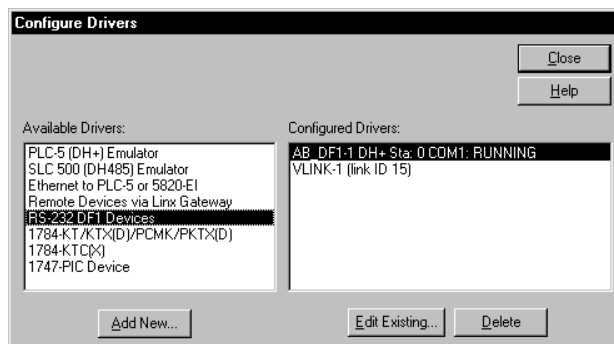 Configure Drivers
Close
Help
Available Drivers:
PLC-5 (DH+) Emulator
SLC 500 (DH485) Emulator
Ethernet to PLC-5 or 5820-EI
Remote Devices via Linx Gateway
RS-232 DF1 Devices
1784-KT/KTX(D)/PCMK/PKTX(D)
1784-KTC(X)
1747-PIC Device
Configured Drivers:
AB_DF1-1 DH+ Sta: 0 COM1: RUNNING
VLINK-1 (link ID 15)
Add New...
Edit Existing...
Delete